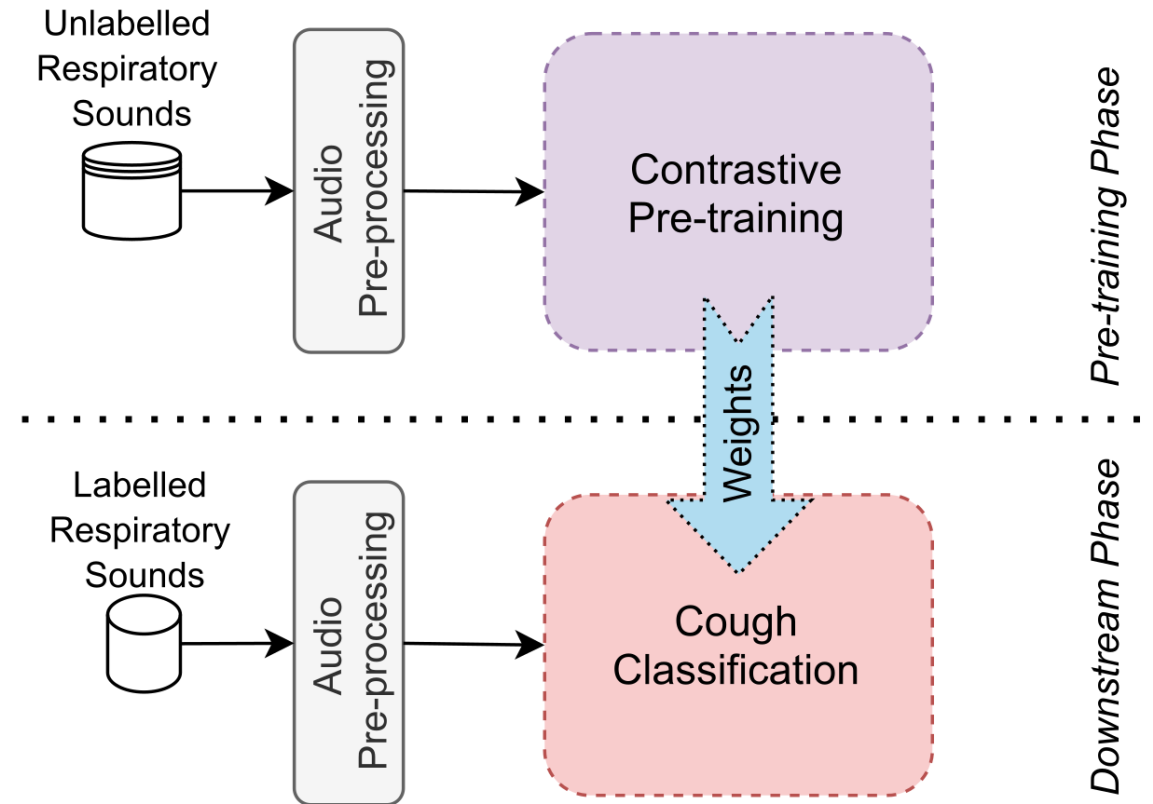 Unlabelled
Respiratory
Sounds
Audio
Pre-processing
Contrastive
Pre-training
Pre-training Phase
Weights
Labelled
Respiratory
Sounds
Audio
Pre-processing
Cough
Classification
Downstream Phase